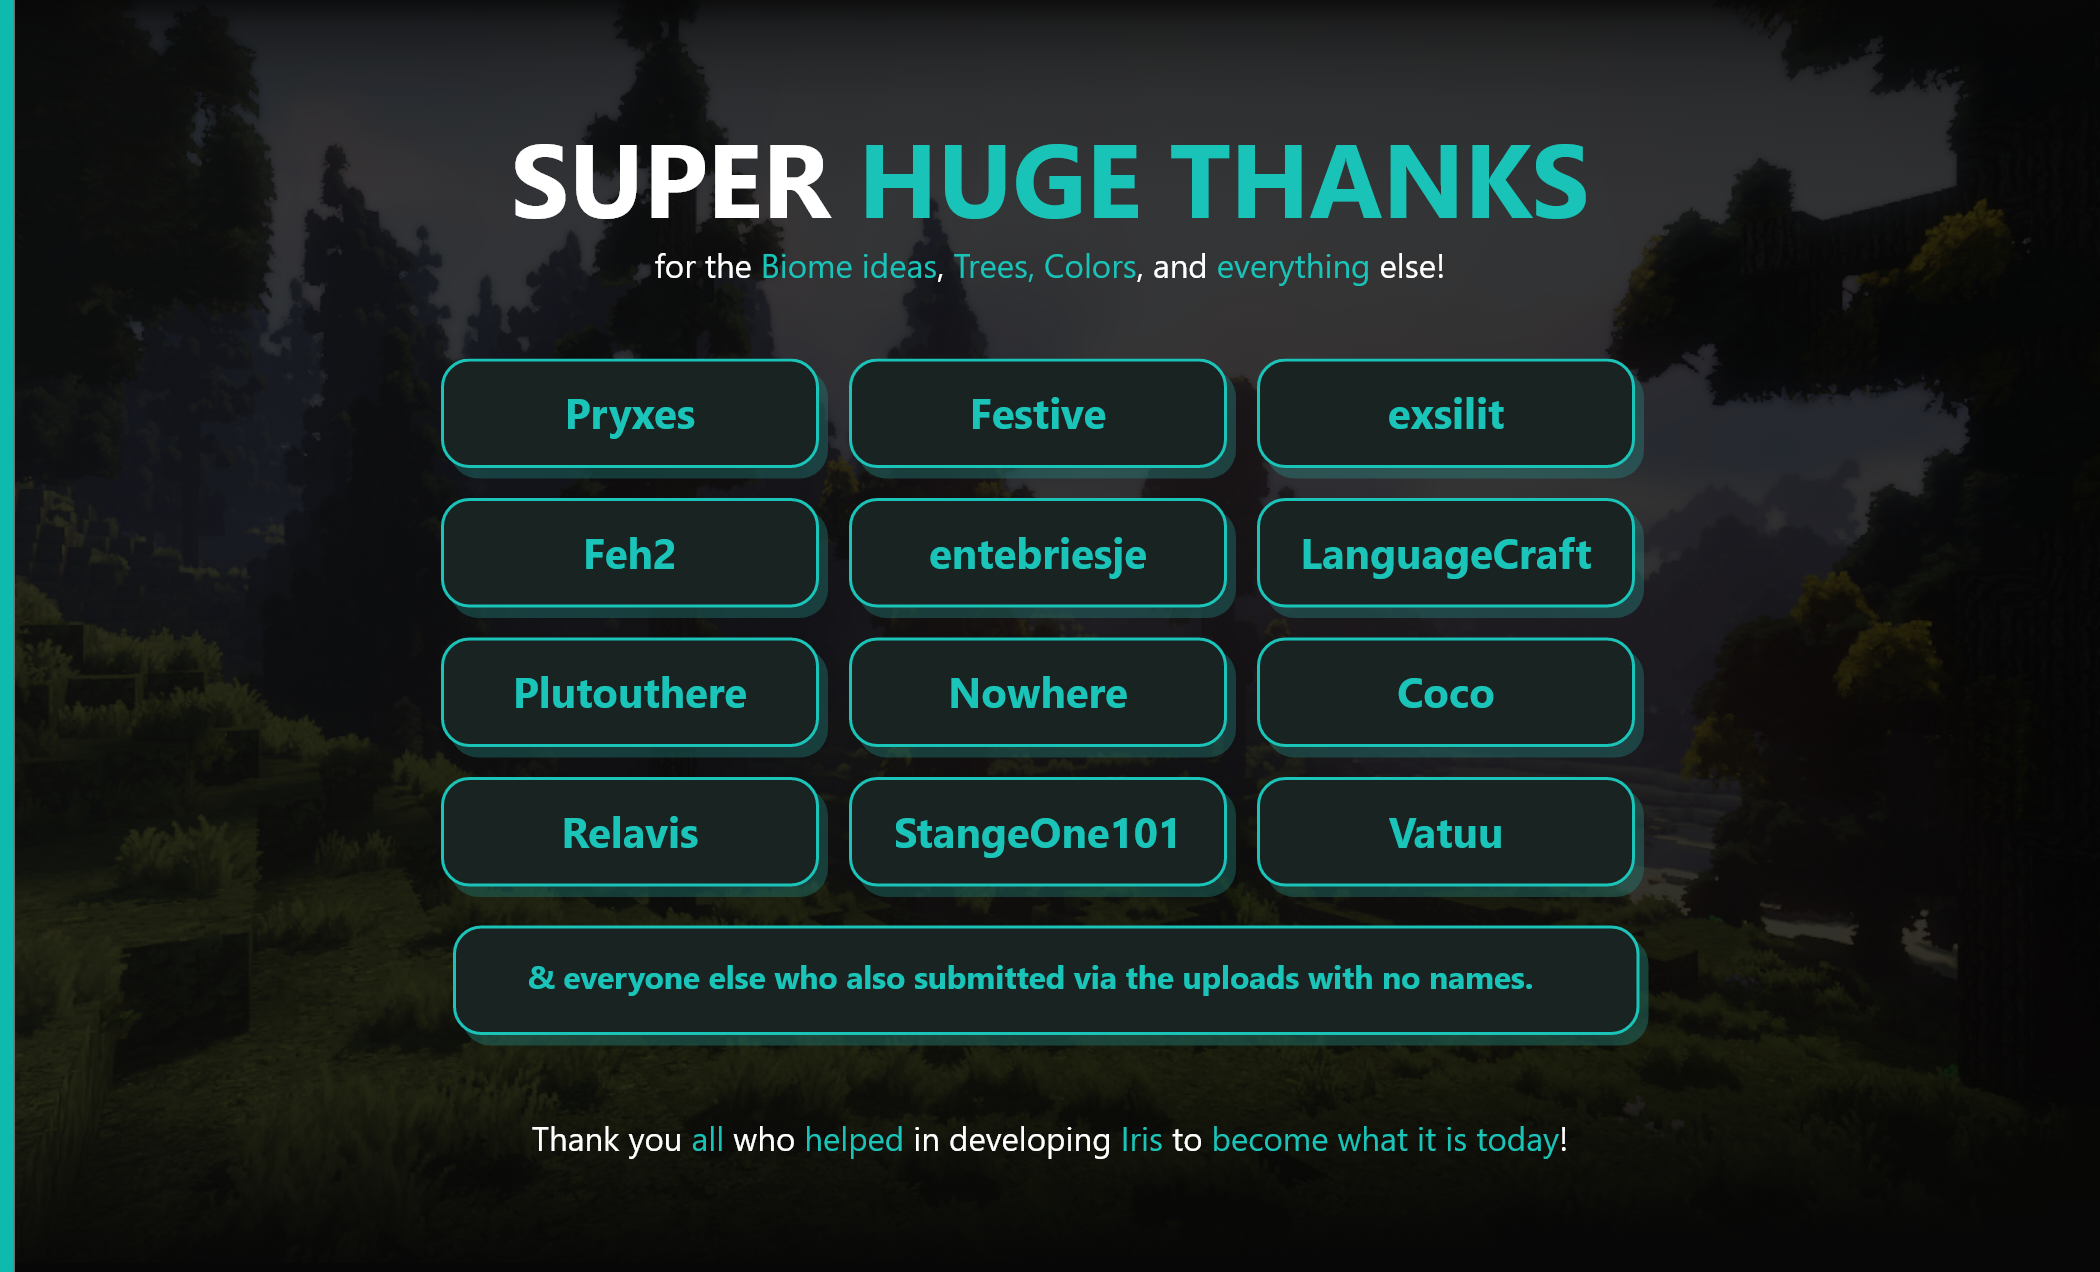 SUPER HUGE THANKS
for the Biome ideas, Trees, Colors, and everything else!
Pryxes
Festive
exsilit
Feh2
entebriesje
LanguageCraft
Plutouthere
Nowhere
Coco
Relavis
StangeOne101
Vatuu
& everyone else who also submitted via the uploads with no names.
Thank you all who helped in developing Iris to become what it is today!